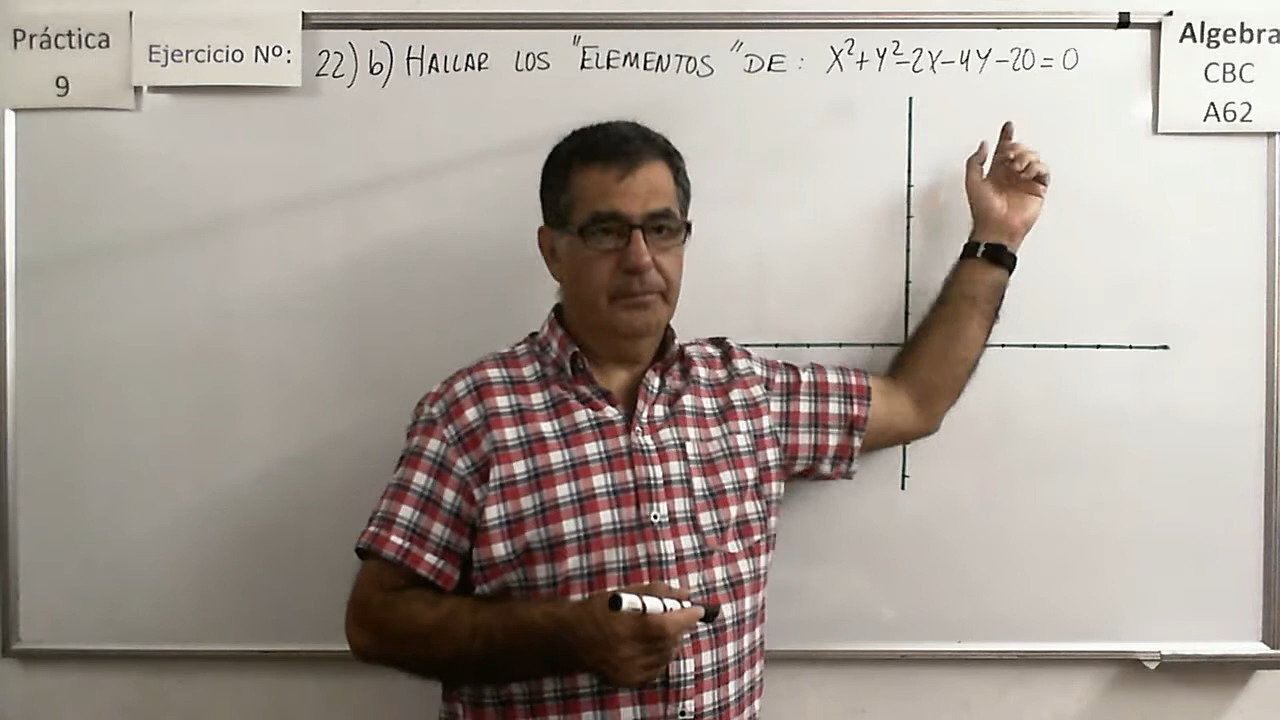 Práctica
9
Ejercicio Nº:
22) b) HALLAR LOS "ELEMENTOS" DE: X²+Y²-2X-4Y-20=0
Algebra
CBC
A62